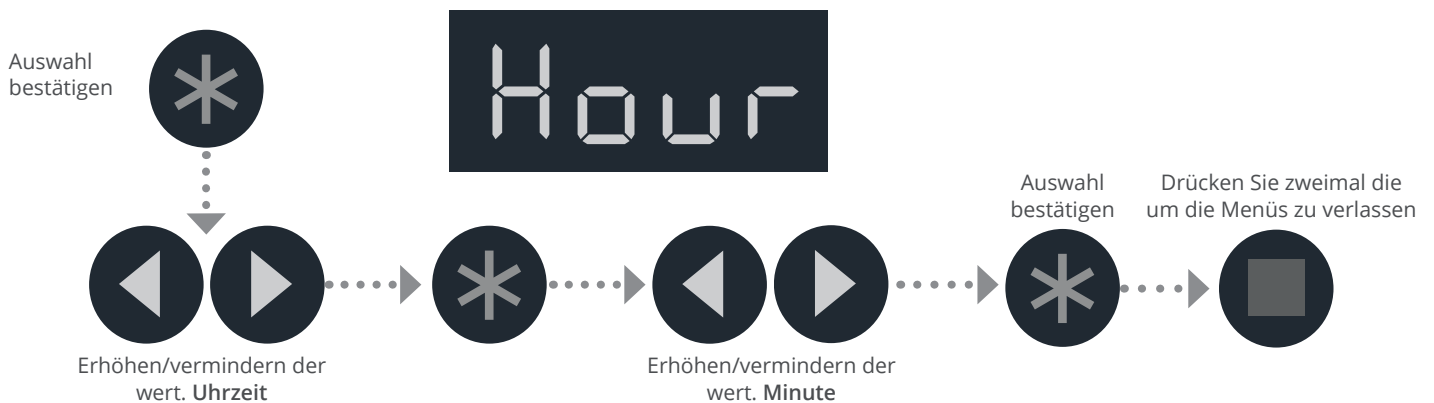 Auswahl
bestätigen
Hour
Auswahl
bestätigen
Drücken Sie zweimal die
um die Menüs zu verlassen
Erhöhen/vermindern der
wert. Uhrzeit
Erhöhen/vermindern der
wert. Minute